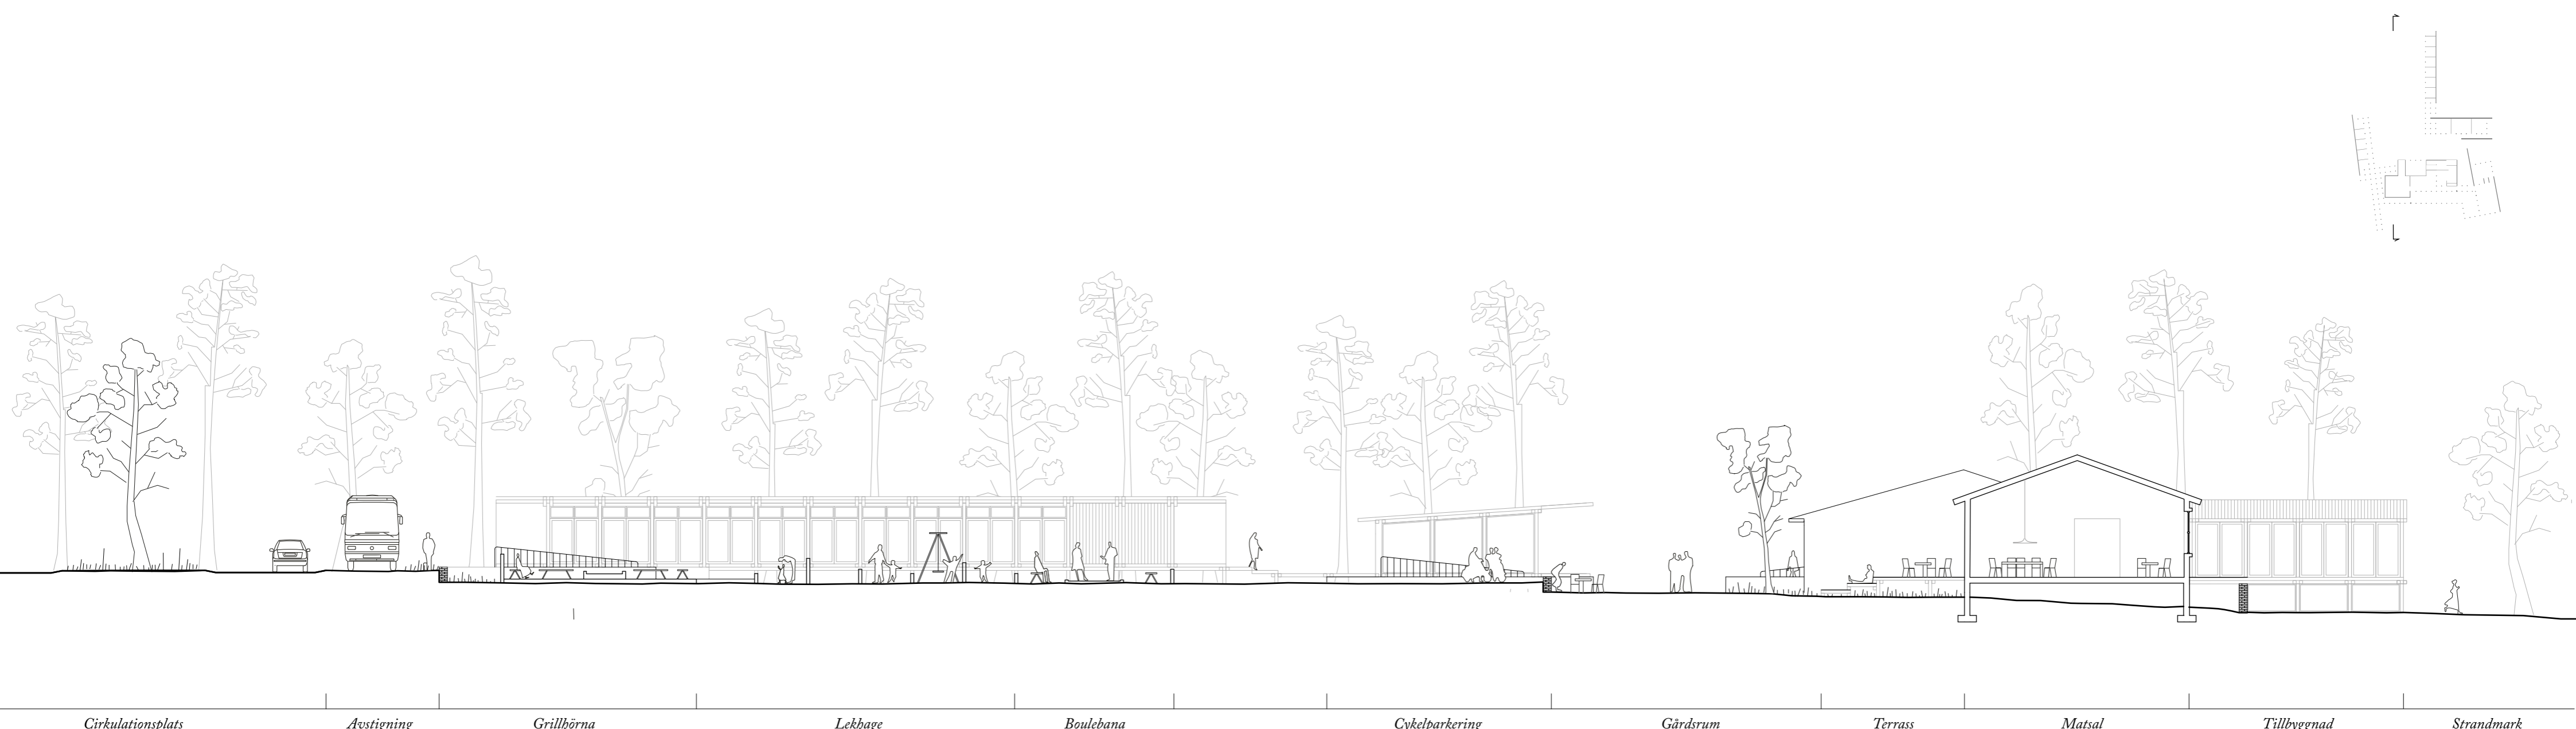 Cirkulationsplats
Avstigning
Grillhörna
Lekhage
Boulebana
Cykelparkering
Gårdsrum
Terrass
Matsal
Tillbyggnad
Strandmark